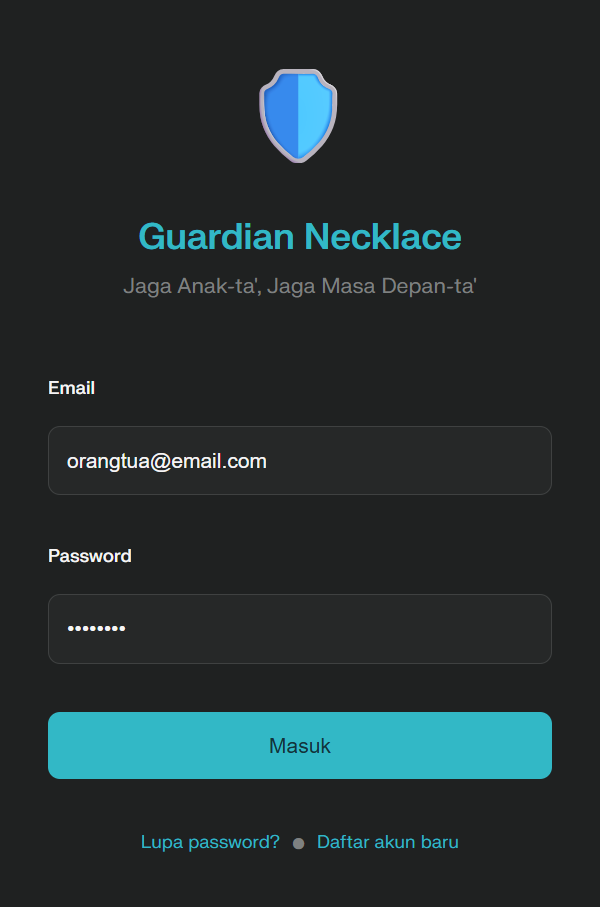 Guardian Necklace
Jaga Anak-ta', Jaga Masa Depan-ta'
Email
orangtua@email.com
Password
••••••••
Masuk
Lupa password? ● Daftar akun baru